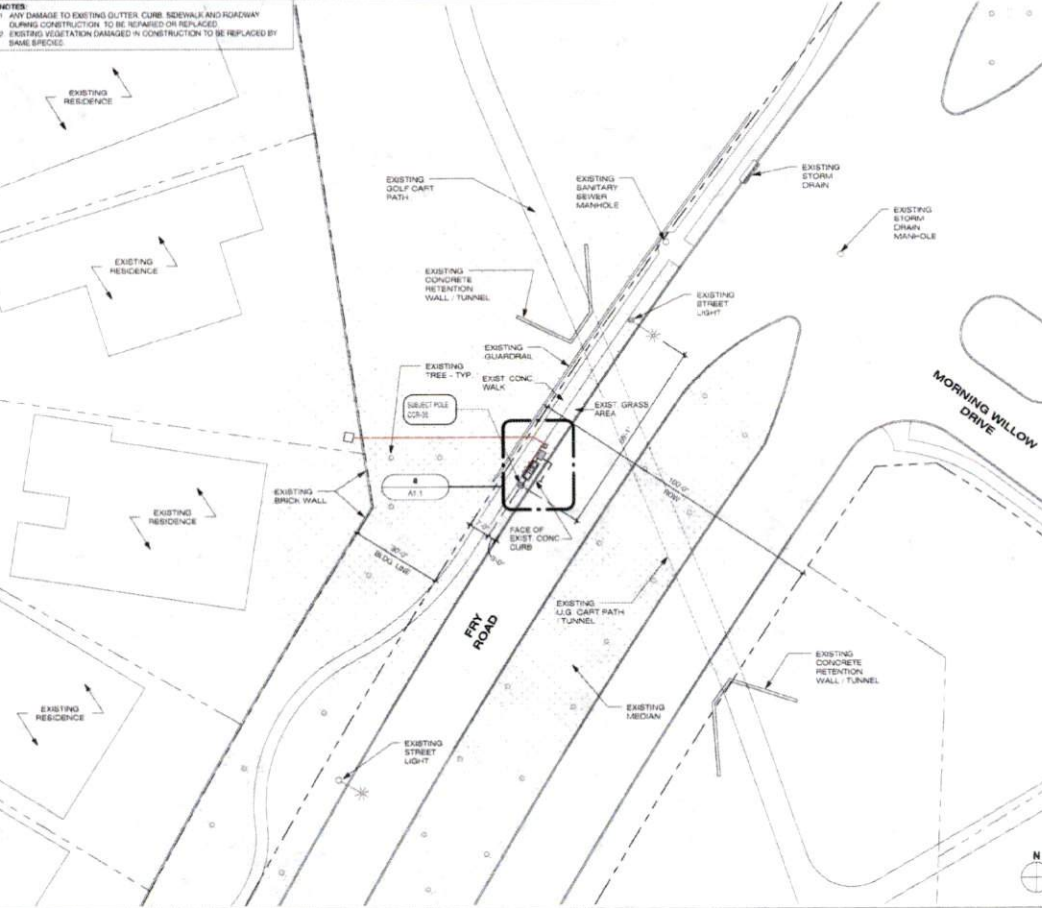 NOTES:
1 ANY DAMAGE TO EXISTING GUTTER, CURB, SIDEWALK AND ROADWAY
DURING CONSTRUCTION, TO BE REPAIRED OR REPLACED.
2 EXISTING VEGETATION DAMAGED IN CONSTRUCTION TO BE REPLACED BY
SAME SPECIES.
EXISTING
RESIDENCE
EXISTING
GOLF CART
PATH
EXISTING
SANITARY
SEWER
MANHOLE
EXISTING
STORM
DRAIN
EXISTING
STORM
DRAIN
MANHOLE
EXISTING
RESIDENCE
EXISTING
CONCRETE
RETENTION
WALL / TUNNEL
EXISTING
STREET
LIGHT
EXISTING
GUARDRAIL
EXISTING
TREE - TYP.
EXIST. CONC.
WALK
SUBJECT POLE
EXIST. GRASS
AREA
MORNING WILLOW
DRIVE
8
A1.1
100'-0"
ROW
EXISTING
BRICK WALL
EXISTING
RESIDENCE
FACE OF
EXIST. CONC.
CURB
7'-0"
BLDG. LINE
EXISTING
U.G. CART PATH
/ TUNNEL
FRY
ROAD
EXISTING
CONCRETE
RETENTION
WALL / TUNNEL
EXISTING
RESIDENCE
EXISTING
MEDIAN
EXISTING
STREET
LIGHT
N